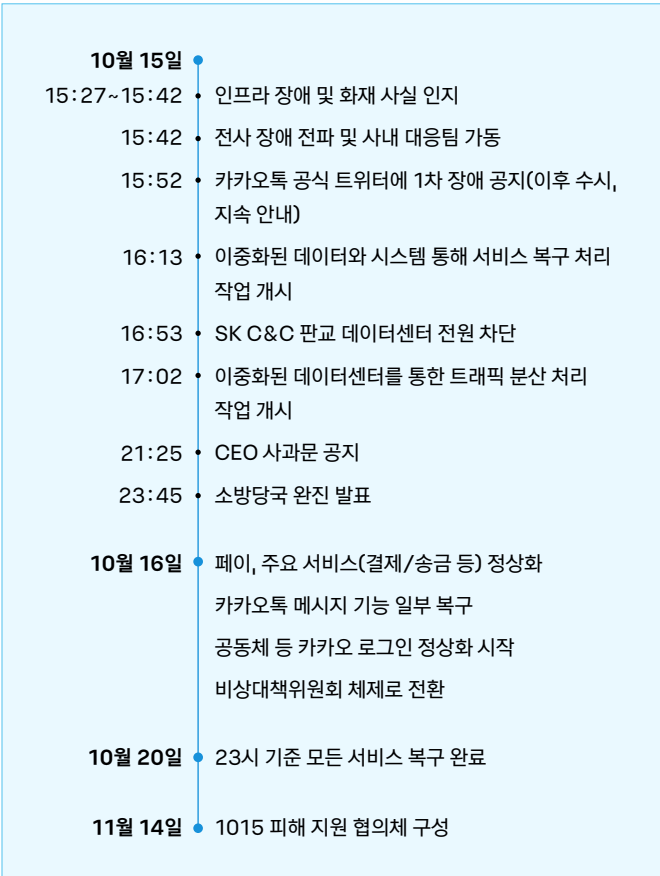 10월 15일
15:27~15:42 인프라 장애 및 화재 사실 인지
15:42 전사 장애 전파 및 사내 대응팀 가동
15:52 카카오톡 공식 트위터에 1차 장애 공지(이후 수시,
지속 안내)
16:13 이중화된 데이터와 시스템 통해 서비스 복구 처리
작업 개시
16:53 SK C&C 판교 데이터센터 전원 차단
17:02 이중화된 데이터센터를 통한 트래픽 분산 처리
작업 개시
21:25 CEO 사과문 공지
23:45 소방당국 완진 발표
10월 16일 페이, 주요 서비스(결제/송금 등) 정상화
카카오톡 메시지 기능 일부 복구
공동체 등 카카오 로그인 정상화 시작
비상대책위원회 체제로 전환
10월 20일 23시 기준 모든 서비스 복구 완료
11월 14일 1015 피해 지원 협의체 구성